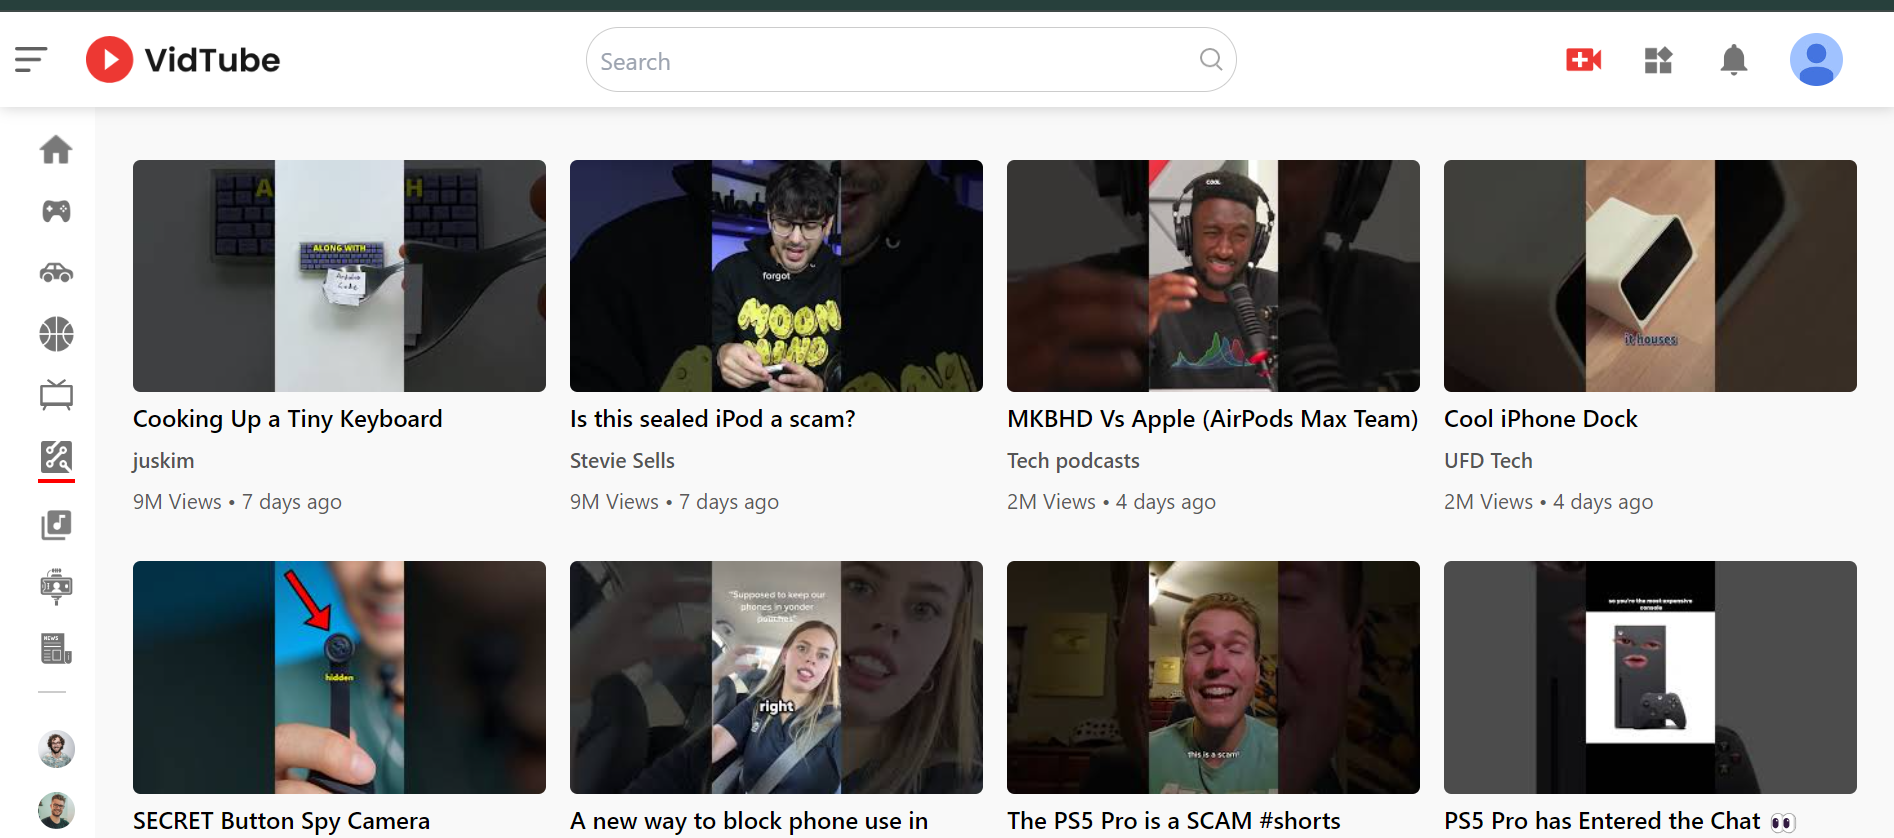 VidTube
Search
ALONG WITH
forgot
MOON
COOL
it houses
Cooking Up a Tiny Keyboard
Is this sealed iPod a scam?
MKBHD Vs Apple (AirPods Max Team)
Cool iPhone Dock
juskim
Stevie Sells
Tech podcasts
UFD Tech
9M Views • 7 days ago
9M Views • 7 days ago
2M Views • 4 days ago
2M Views • 4 days ago
NEWS
hidden
"Supposed to keep our
phones in yonder
pouches"
right
this is a scam!
so you're the most expensive
console
SECRET Button Spy Camera
A new way to block phone use in
The PS5 Pro is a SCAM #shorts
PS5 Pro has Entered the Chat 👀